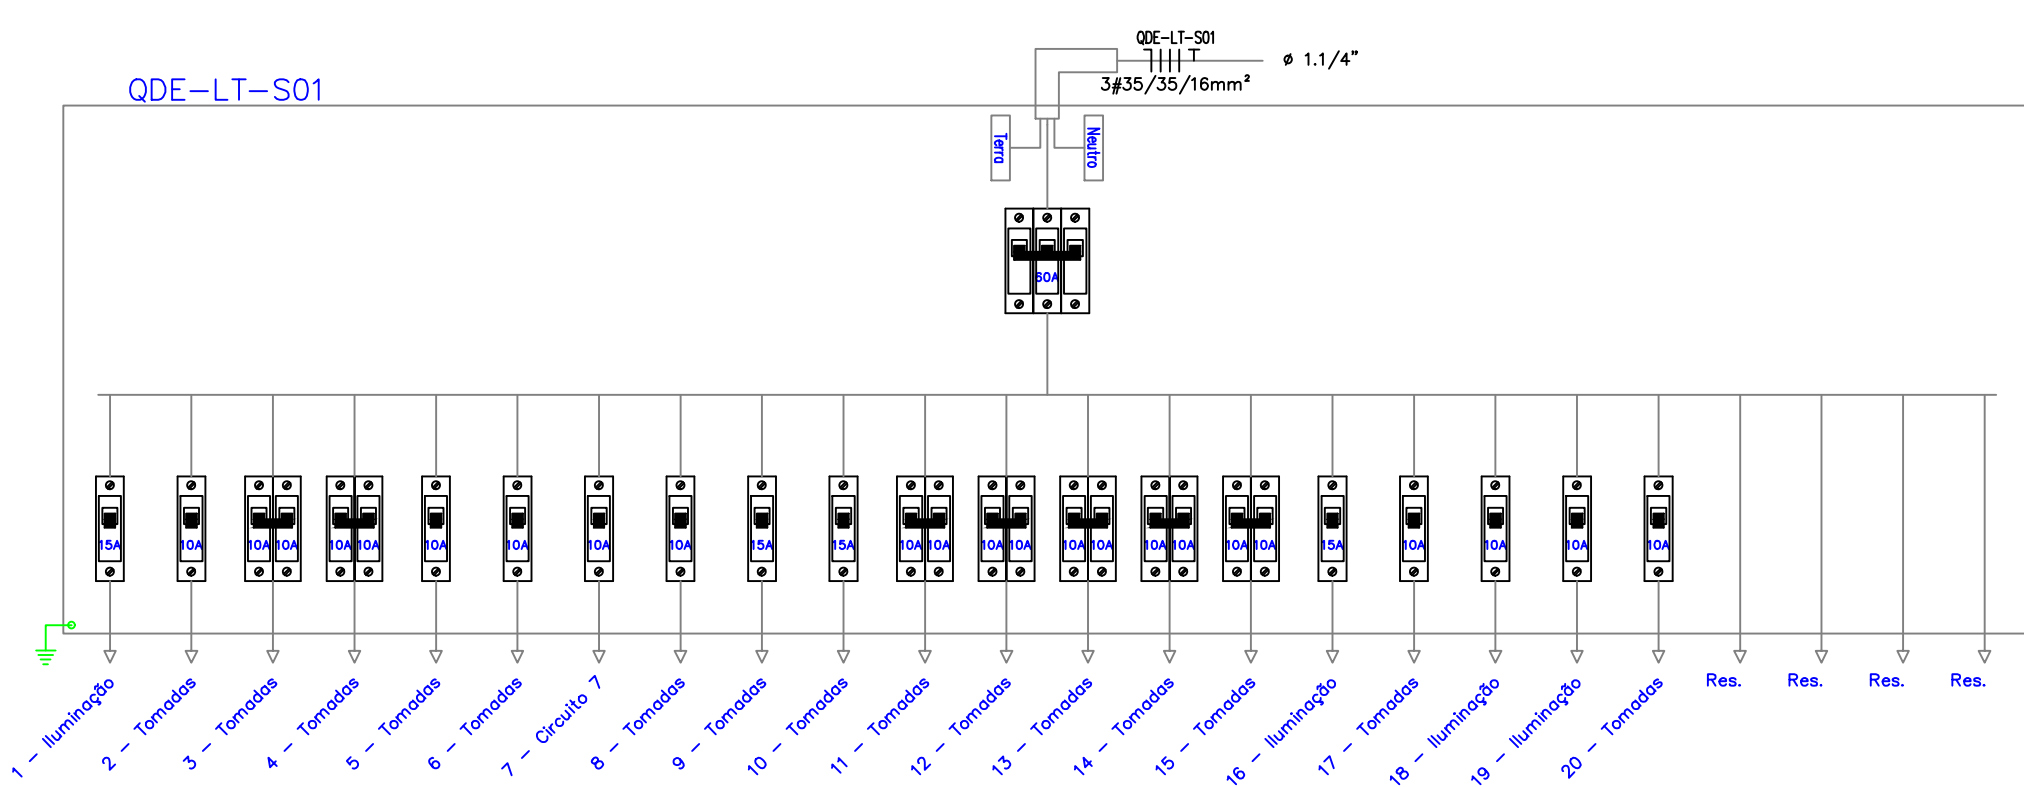 QDE-LT-S01
ø 1.1/4"
3#35/35/16mm²
QDE-LT-S01
Terra
Neutro
60A
15A
10A
10A 10A
10A 10A
10A
10A
10A
10A
15A
15A
10A 10A
10A 10A
10A 10A
10A 10A
10A 10A
15A
10A
10A
10A
10A
1 - Iluminação
2 - Tomadas
3 - Tomadas
4 - Tomadas
5 - Tomadas
6 - Tomadas
7 - Circuito 7
8 - Tomadas
9 - Tomadas
10 - Tomadas
11 - Tomadas
12 - Tomadas
13 - Tomadas
14 - Tomadas
15 - Tomadas
16 - Iluminação
17 - Tomadas
18 - Iluminação
19 - Iluminação
20 - Tomadas
Res.
Res.
Res.
Res.